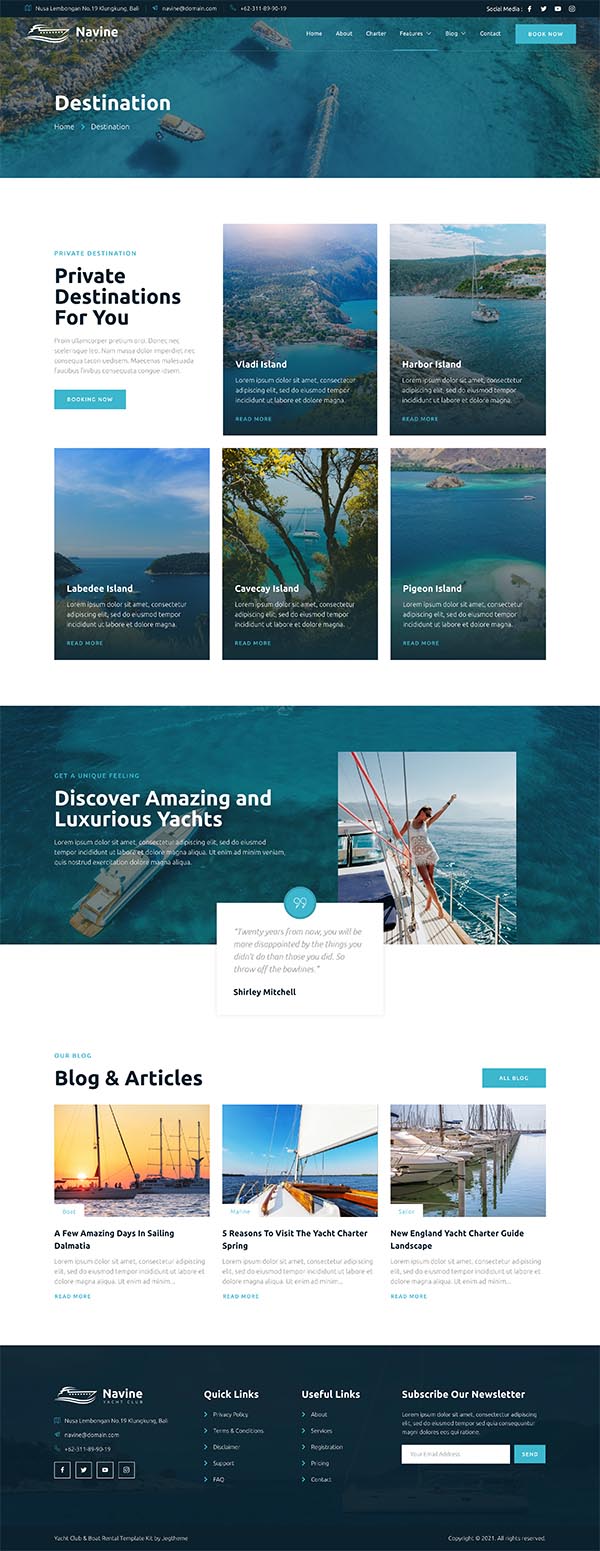 Nusa Lembongan No.19 Klungkung, Bali
navine@domain.com
+62-311-89-90-19
Social Media :
Navine
YACHT CLUB
Home
About
Charter
Features
Blog
Contact
BOOK NOW
Destination
Home
Destination
PRIVATE DESTINATION
Private
Destinations
For You
Proin ullamcorper pretium orci. Donec nec
scelerisque leo. Nam massa dolor imperdiet nec
consequa tacon uedisem. Maecenas malesuada
faucibus finibus consequata congue idsem.
BOOKING NOW
Vladi Island
Lorem ipsum dolor sit amet, consectetur
adipiscing elit, sed do eiusmod tempor
incididunt ut labore et dolore magna.
READ MORE
Harbor Island
Lorem ipsum dolor sit amet, consectetur
adipiscing elit, sed do eiusmod tempor
incididunt ut labore et dolore magna.
READ MORE
Labedee Island
Lorem ipsum dolor sit amet, consectetur
adipiscing elit, sed do eiusmod tempor
incididunt ut labore et dolore magna.
READ MORE
Cavecay Island
Lorem ipsum dolor sit amet, consectetur
adipiscing elit, sed do eiusmod tempor
incididunt ut labore et dolore magna.
READ MORE
Pigeon Island
Lorem ipsum dolor sit amet, consectetur
adipiscing elit, sed do eiusmod tempor
incididunt ut labore et dolore magna.
READ MORE
GET A UNIQUE FEELING
Discover Amazing and
Luxurious Yachts
Lorem ipsum dolor sit amet, consectetur adipiscing elit, sed do eiusmod
tempor incididunt ut labore et dolore magna aliqua. Ut enim ad minim veniam,
quis nostrud exercitation dolore magna aliqua.
"Twenty years from now, you will be
more disappointed by the things you
didn't do than those you did. So
throw off the bowlines."
Shirley Mitchell
OUR BLOG
Blog & Articles
ALL BLOG
Boat
A Few Amazing Days In Sailing
Dalmatia
Lorem ipsum dolor sit amet, consectetur adipiscing
elit, sed do eiusmod tempor incididunt ut labore et
dolore magna aliqua. Ut enim ad minim...
READ MORE
Marine
5 Reasons To Visit The Yacht Charter
Spring
Lorem ipsum dolor sit amet, consectetur adipiscing
elit, sed do eiusmod tempor incididunt ut labore et
dolore magna aliqua. Ut enim ad minim...
READ MORE
Sailor
New England Yacht Charter Guide
Landscape
Lorem ipsum dolor sit amet, consectetur adipiscing
elit, sed do eiusmod tempor incididunt ut labore et
dolore magna aliqua. Ut enim ad minim...
READ MORE
Navine
YACHT CLUB
Nusa Lembongan No.19 Klungkung, Bali
navine@domain.com
+62-311-89-90-19
Quick Links
Privacy Policy
Terms & Conditions
Disclaimer
Support
FAQ
Useful Links
About
Services
Registration
Pricing
Contact
Subscribe Our Newsletter
Lorem ipsum dolor sit amet, consectetur adipiscing
elit, sed do eiusmod tempor incididunt consequuntur
magni dolores eos qui ratione.
Your Email Address
SEND
Yacht Club & Boat Rental Template Kit by Jegtheme
Copyright © 2021. All rights reserved.